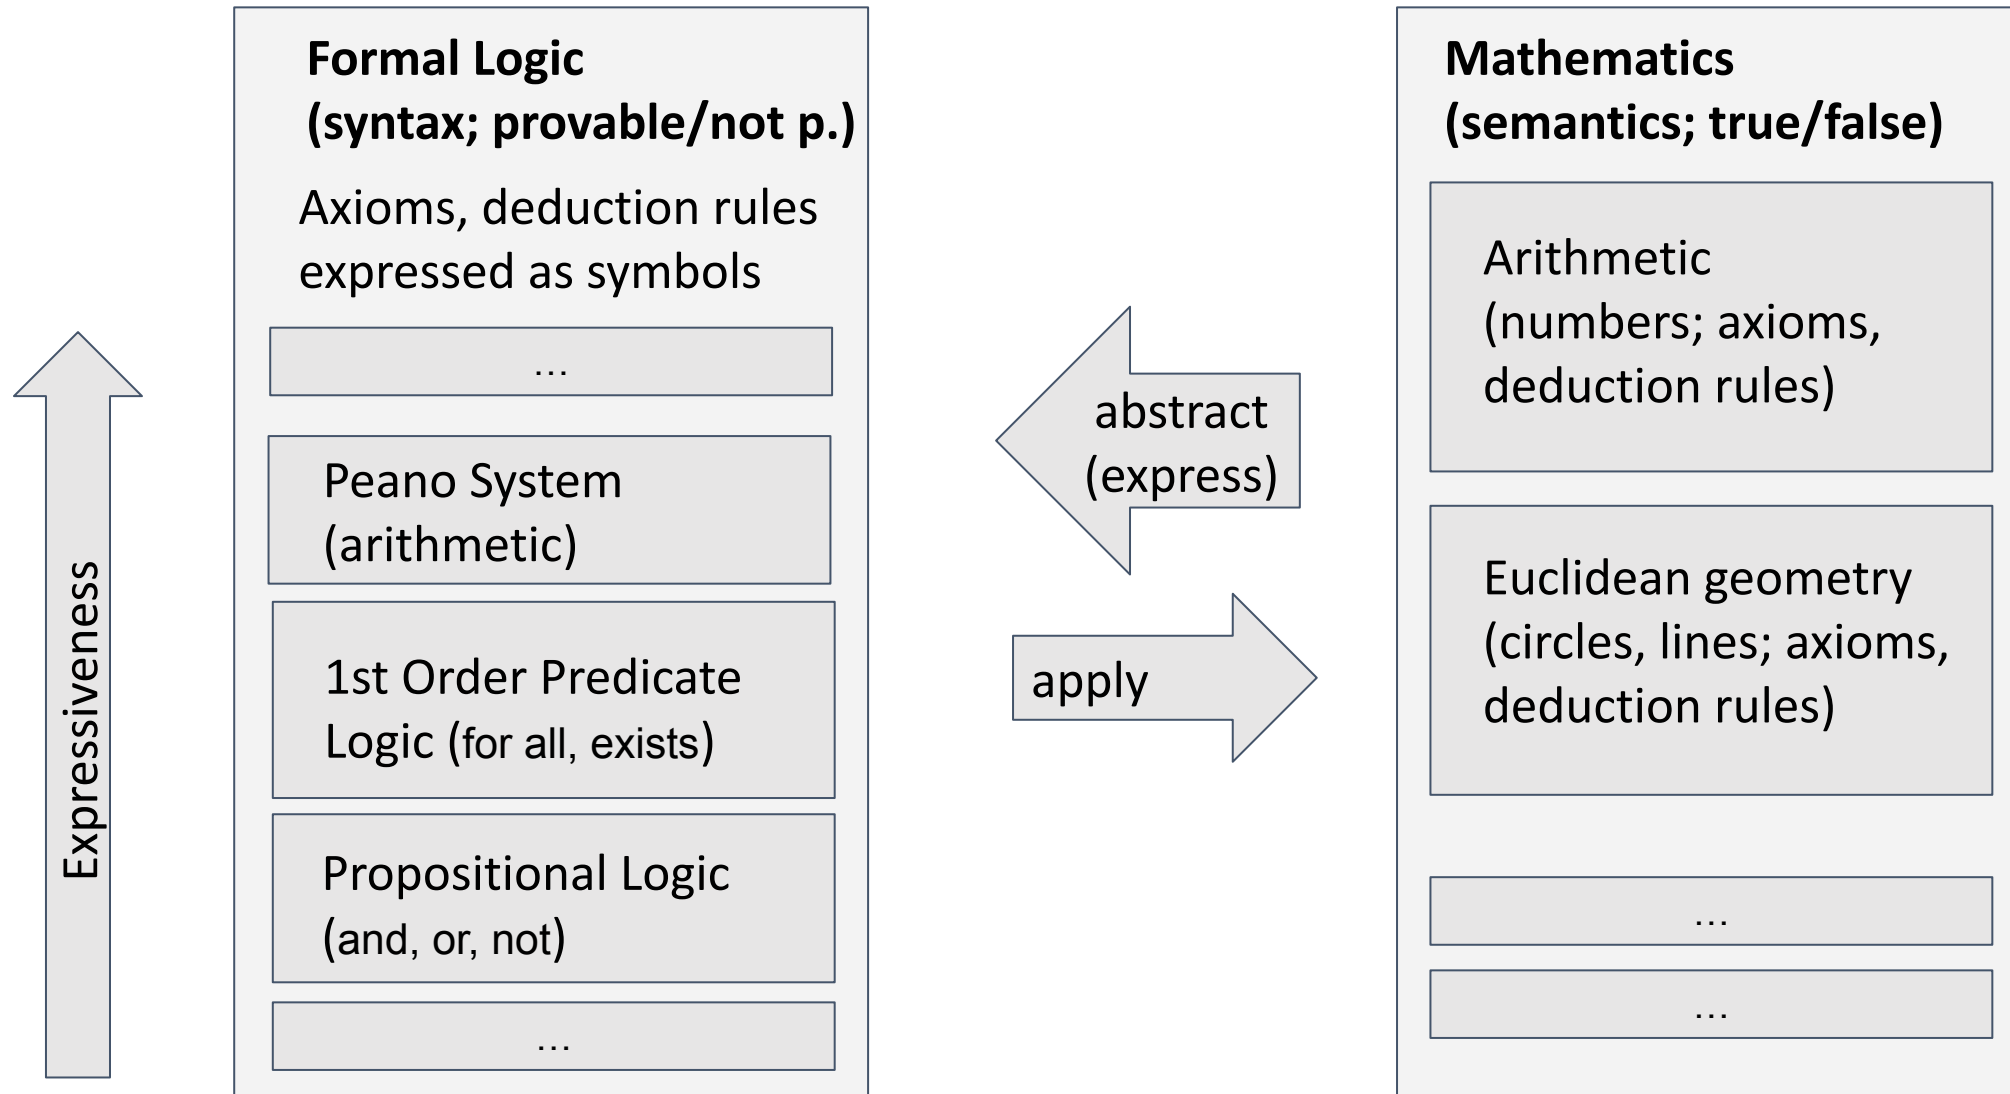 Formal Logic
(syntax; provable/not p.)
Axioms, deduction rules
expressed as symbols
...
Peano System
(arithmetic)
1st Order Predicate
Logic (for all, exists)
Propositional Logic
(and, or, not)
...
Expressiveness
abstract
(express)
apply
Mathematics
(semantics; true/false)
Arithmetic
(numbers; axioms,
deduction rules)
Euclidean geometry
(circles, lines; axioms,
deduction rules)
...
...